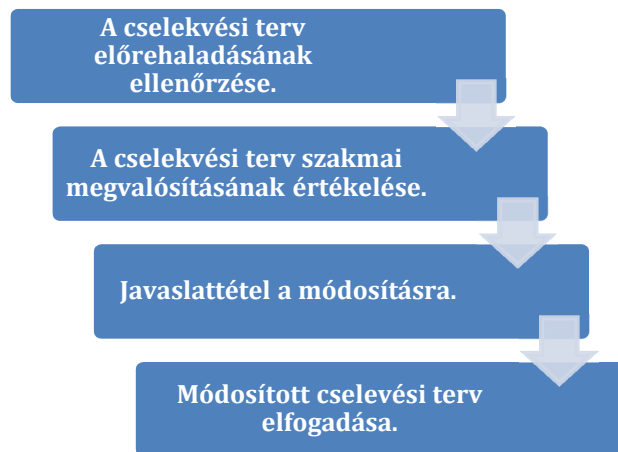 A cselekvési terv
előrehaladásának
ellenőrzése.
A cselekvési terv szakmai
megvalósításának értékelése.
Javaslattétel a módosításra.
Módosított cselevési terv
elfogadása.